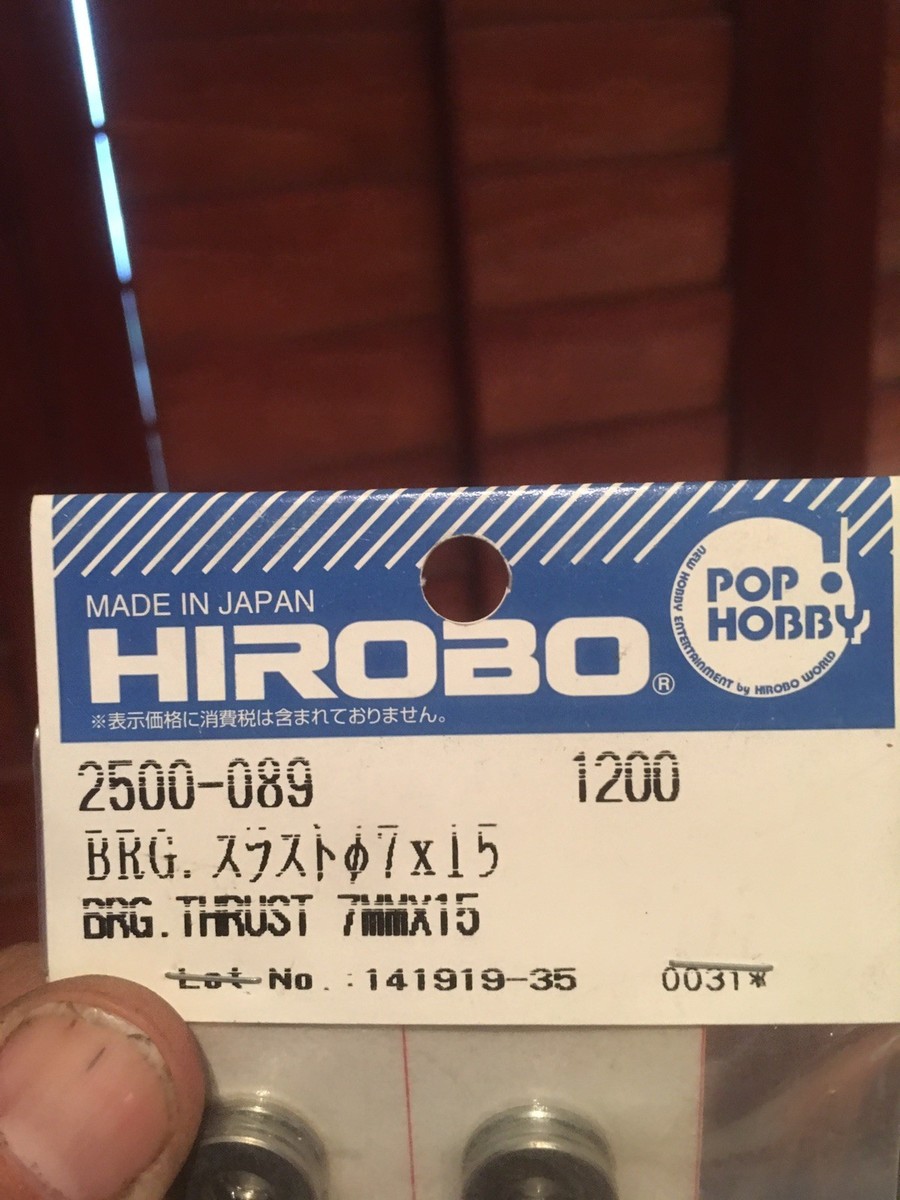 MADE IN JAPAN
HIROBO®
※表示価格に消費税は含まれておりません。
POP!
HOBBY
NEW HOBBY ENTERTAINMENT by HIROBO WORLD
2500-089 1200
BRG.スラストφ7x15
BRG.THRUST 7MMX15
Lot No.:141919-35 0031*